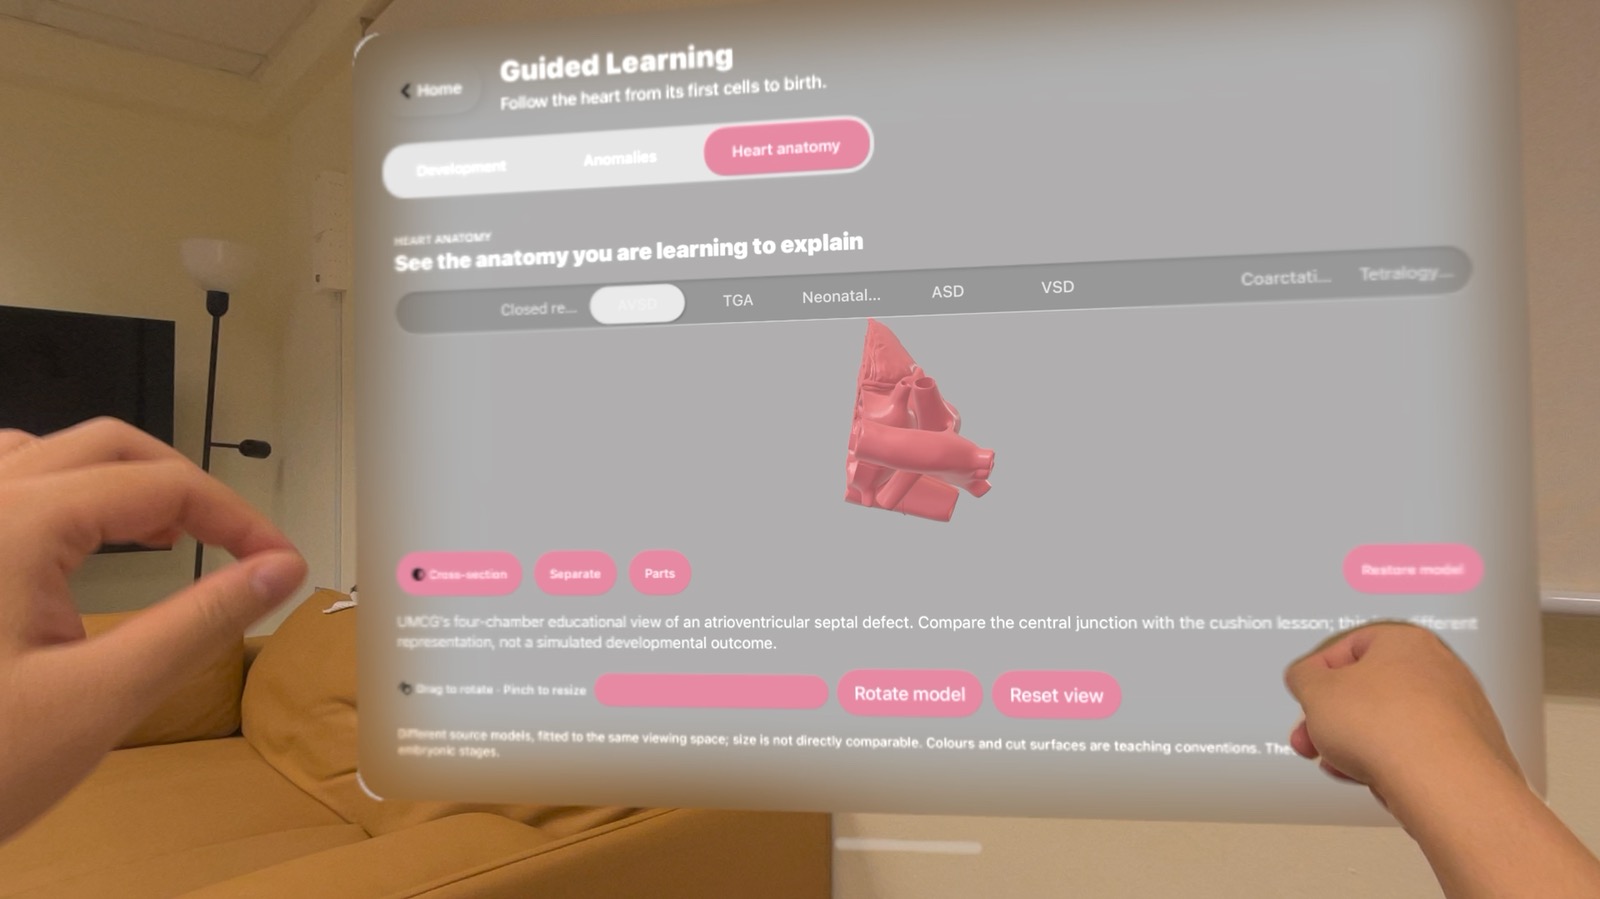 Home
Guided Learning
Follow the heart from its first cells to birth.
Development
Anomalies
Heart anatomy
HEART ANATOMY
See the anatomy you are learning to explain
Closed re...
AVSD
TGA
Neonatal...
ASD
VSD
Coarctati...
Tetralogy...
Cross-section
Separate
Parts
Restore model
UMCG's four-chamber educational view of an atrioventricular septal defect. Compare the central junction with the cushion lesson; this is a different
representation, not a simulated developmental outcome.
Drag to rotate · Pinch to resize
Rotate model
Reset view
Different source models, fitted to the same viewing space; size is not directly comparable. Colours and cut surfaces are teaching conventions.
embryonic stages.